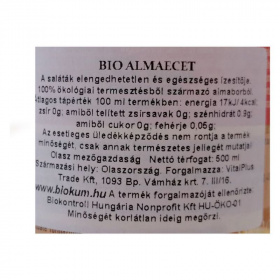 BIO ALMAECET
A saláták elengedhetetlen és egészséges ízesítője.
100% ökológiai termesztésből származó almaborból.
Átlagos tápérték 100 ml termékben: energia 17kJ/4kcal,
zsír 0g; amiből telített zsírsavak 0g; szénhidrát 0.9g;
amiből cukor 0g; fehérje 0,05g;
Az esetleges üledékképződés nem rontja a termék
minőségét, csak annak természetes jellegét mutatja!
Olasz mezőgazdaság Nettó térfogat: 500 ml
Származási hely: Olaszország. Forgalmazza: VitalPlus
Trade Kft, 1093 Bp. Vámház krt. 7. III/16.
www.biokum.hu A termék forgalmazóját ellenőrizte:
Biokontroll Hungária Nonprofit Kft HU-ÖKO-01
Minőségét korlátlan ideig megőrzi.